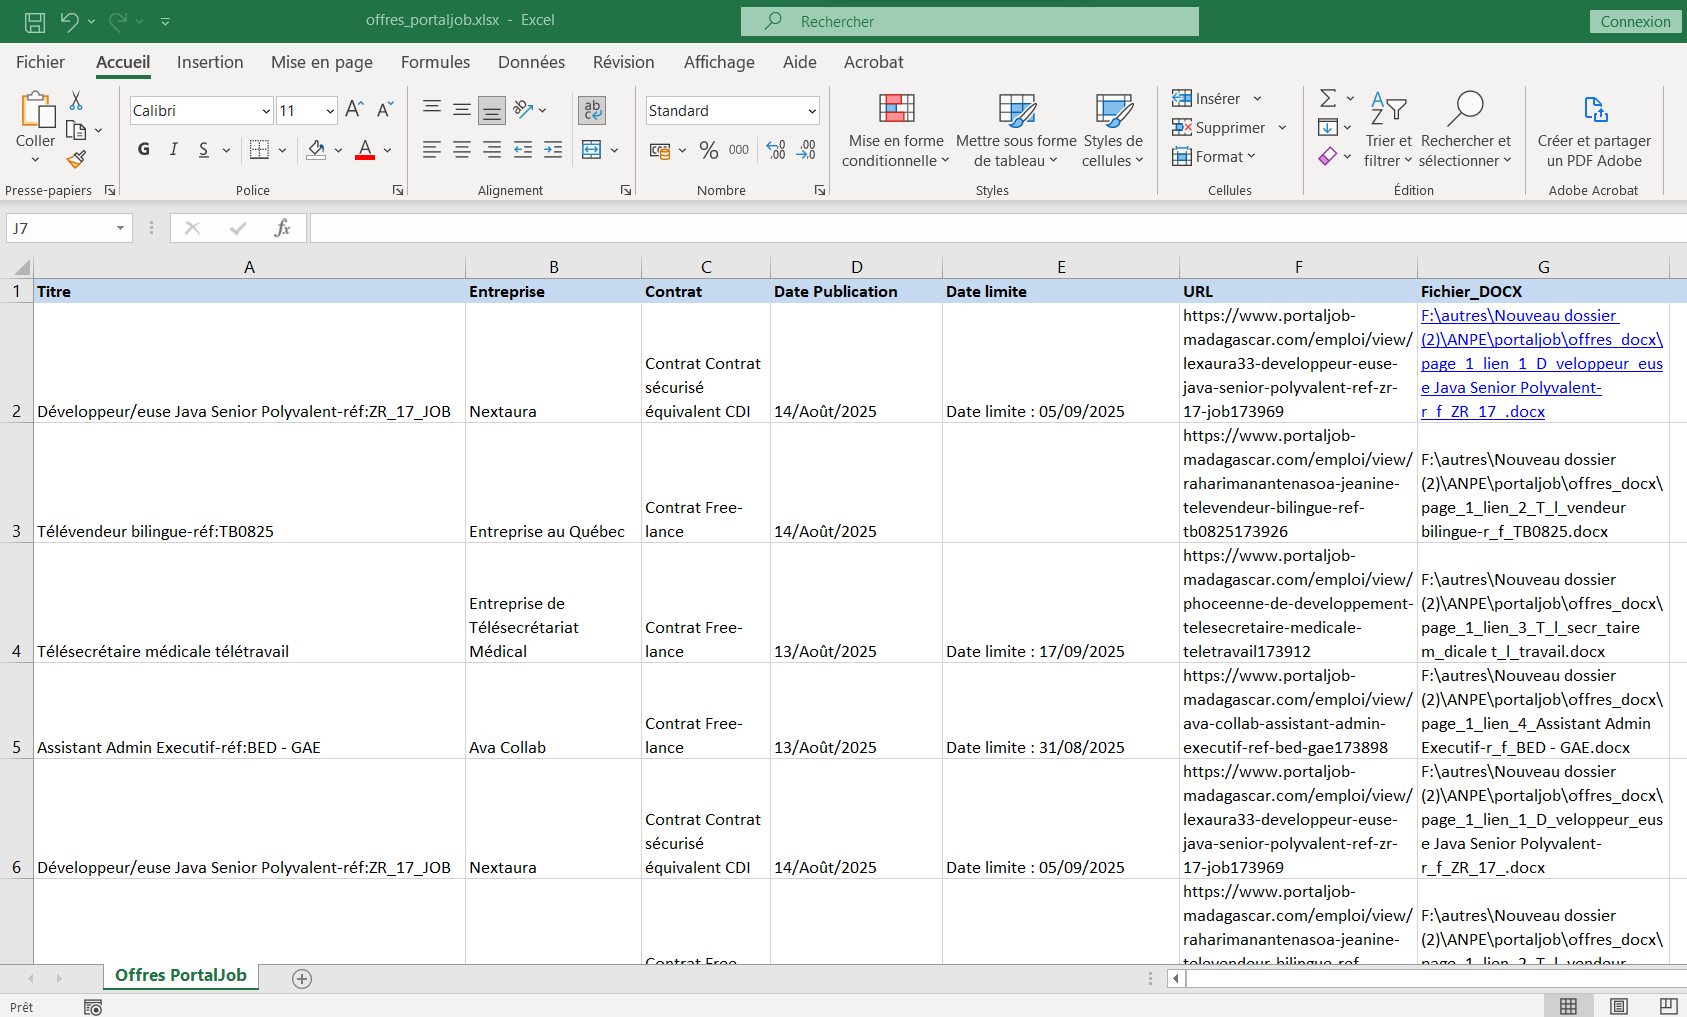 offres_portaljob.xlsx - Excel
Rechercher
Connexion
Fichier Accueil Insertion Mise en page Formules Données Révision Affichage Aide Acrobat
Coller
Presse-papiers
Calibri 11
G I S
Police
ab
Alignement
Standard
% 000 ,00 ,00
Nombre
Mise en forme
conditionnelle
Mettre sous forme
de tableau
Styles de
cellules
Styles
Insérer
Supprimer
Format
Cellules
Trier et
filtrer
Rechercher et
sélectionner
Édition
Créer et partager
un PDF Adobe
Adobe Acrobat
J7
fx
A B C D E F G
1 Titre Entreprise Contrat Date Publication Date limite URL Fichier_DOCX
2 Développeur/euse Java Senior Polyvalent-réf:ZR_17_JOB
Nextaura
Contrat Contrat
sécurisé
équivalent CDI
14/Août/2025
Date limite : 05/09/2025
https://www.portaljob-
madagascar.com/emploi/view/
lexaura33-developpeur-euse-
java-senior-polyvalent-ref-zr-
17-job173969
F:\autres\Nouveau dossier
(2)\ANPE\portaljob\offres_docx\
page_1_lien_1_D_veloppeur_eus
e Java Senior Polyvalent-
r_f_ZR_17_.docx
3 Télévendeur bilingue-réf:TB0825
Entreprise au Québec
Contrat Free-
lance
14/Août/2025
https://www.portaljob-
madagascar.com/emploi/view/
raharimanantenasoa-jeanine-
televendeur-bilingue-ref-
tb0825173926
F:\autres\Nouveau dossier
(2)\ANPE\portaljob\offres_docx\
page_1_lien_2_T_l_vendeur
bilingue-r_f_TB0825.docx
4 Télésecrétaire médicale télétravail
Entreprise de
Télésecrétariat
Médical
Contrat Free-
lance
13/Août/2025
Date limite : 17/09/2025
https://www.portaljob-
madagascar.com/emploi/view/
phoceenne-de-developpement-
telesecretaire-medicale-
teletravail173912
F:\autres\Nouveau dossier
(2)\ANPE\portaljob\offres_docx\
page_1_lien_3_T_l_secr_taire
m_dicale t_l_travail.docx
5 Assistant Admin Executif-réf:BED - GAE
Ava Collab
Contrat Free-
lance
13/Août/2025
Date limite : 31/08/2025
https://www.portaljob-
madagascar.com/emploi/view/
ava-collab-assistant-admin-
executif-ref-bed-gae173898
F:\autres\Nouveau dossier
(2)\ANPE\portaljob\offres_docx\
page_1_lien_4_Assistant Admin
Executif-r_f_BED - GAE.docx
6 Développeur/euse Java Senior Polyvalent-réf:ZR_17_JOB
Nextaura
Contrat Contrat
sécurisé
équivalent CDI
14/Août/2025
Date limite : 05/09/2025
https://www.portaljob-
madagascar.com/emploi/view/
lexaura33-developpeur-euse-
java-senior-polyvalent-ref-zr-
17-job173969
F:\autres\Nouveau dossier
(2)\ANPE\portaljob\offres_docx\
page_1_lien_1_D_veloppeur_eus
e Java Senior Polyvalent-
r_f_ZR_17_.docx
Contrat Free-
https://www.portaljob-
madagascar.com/emploi/view/
raharimanantenasoa-jeanine-
televendeur-bilingue-ref-
F:\autres\Nouveau dossier
(2)\ANPE\portaljob\offres_docx\
page_1_lien_2_T_l_vendeur
Offres PortalJob
Prêt